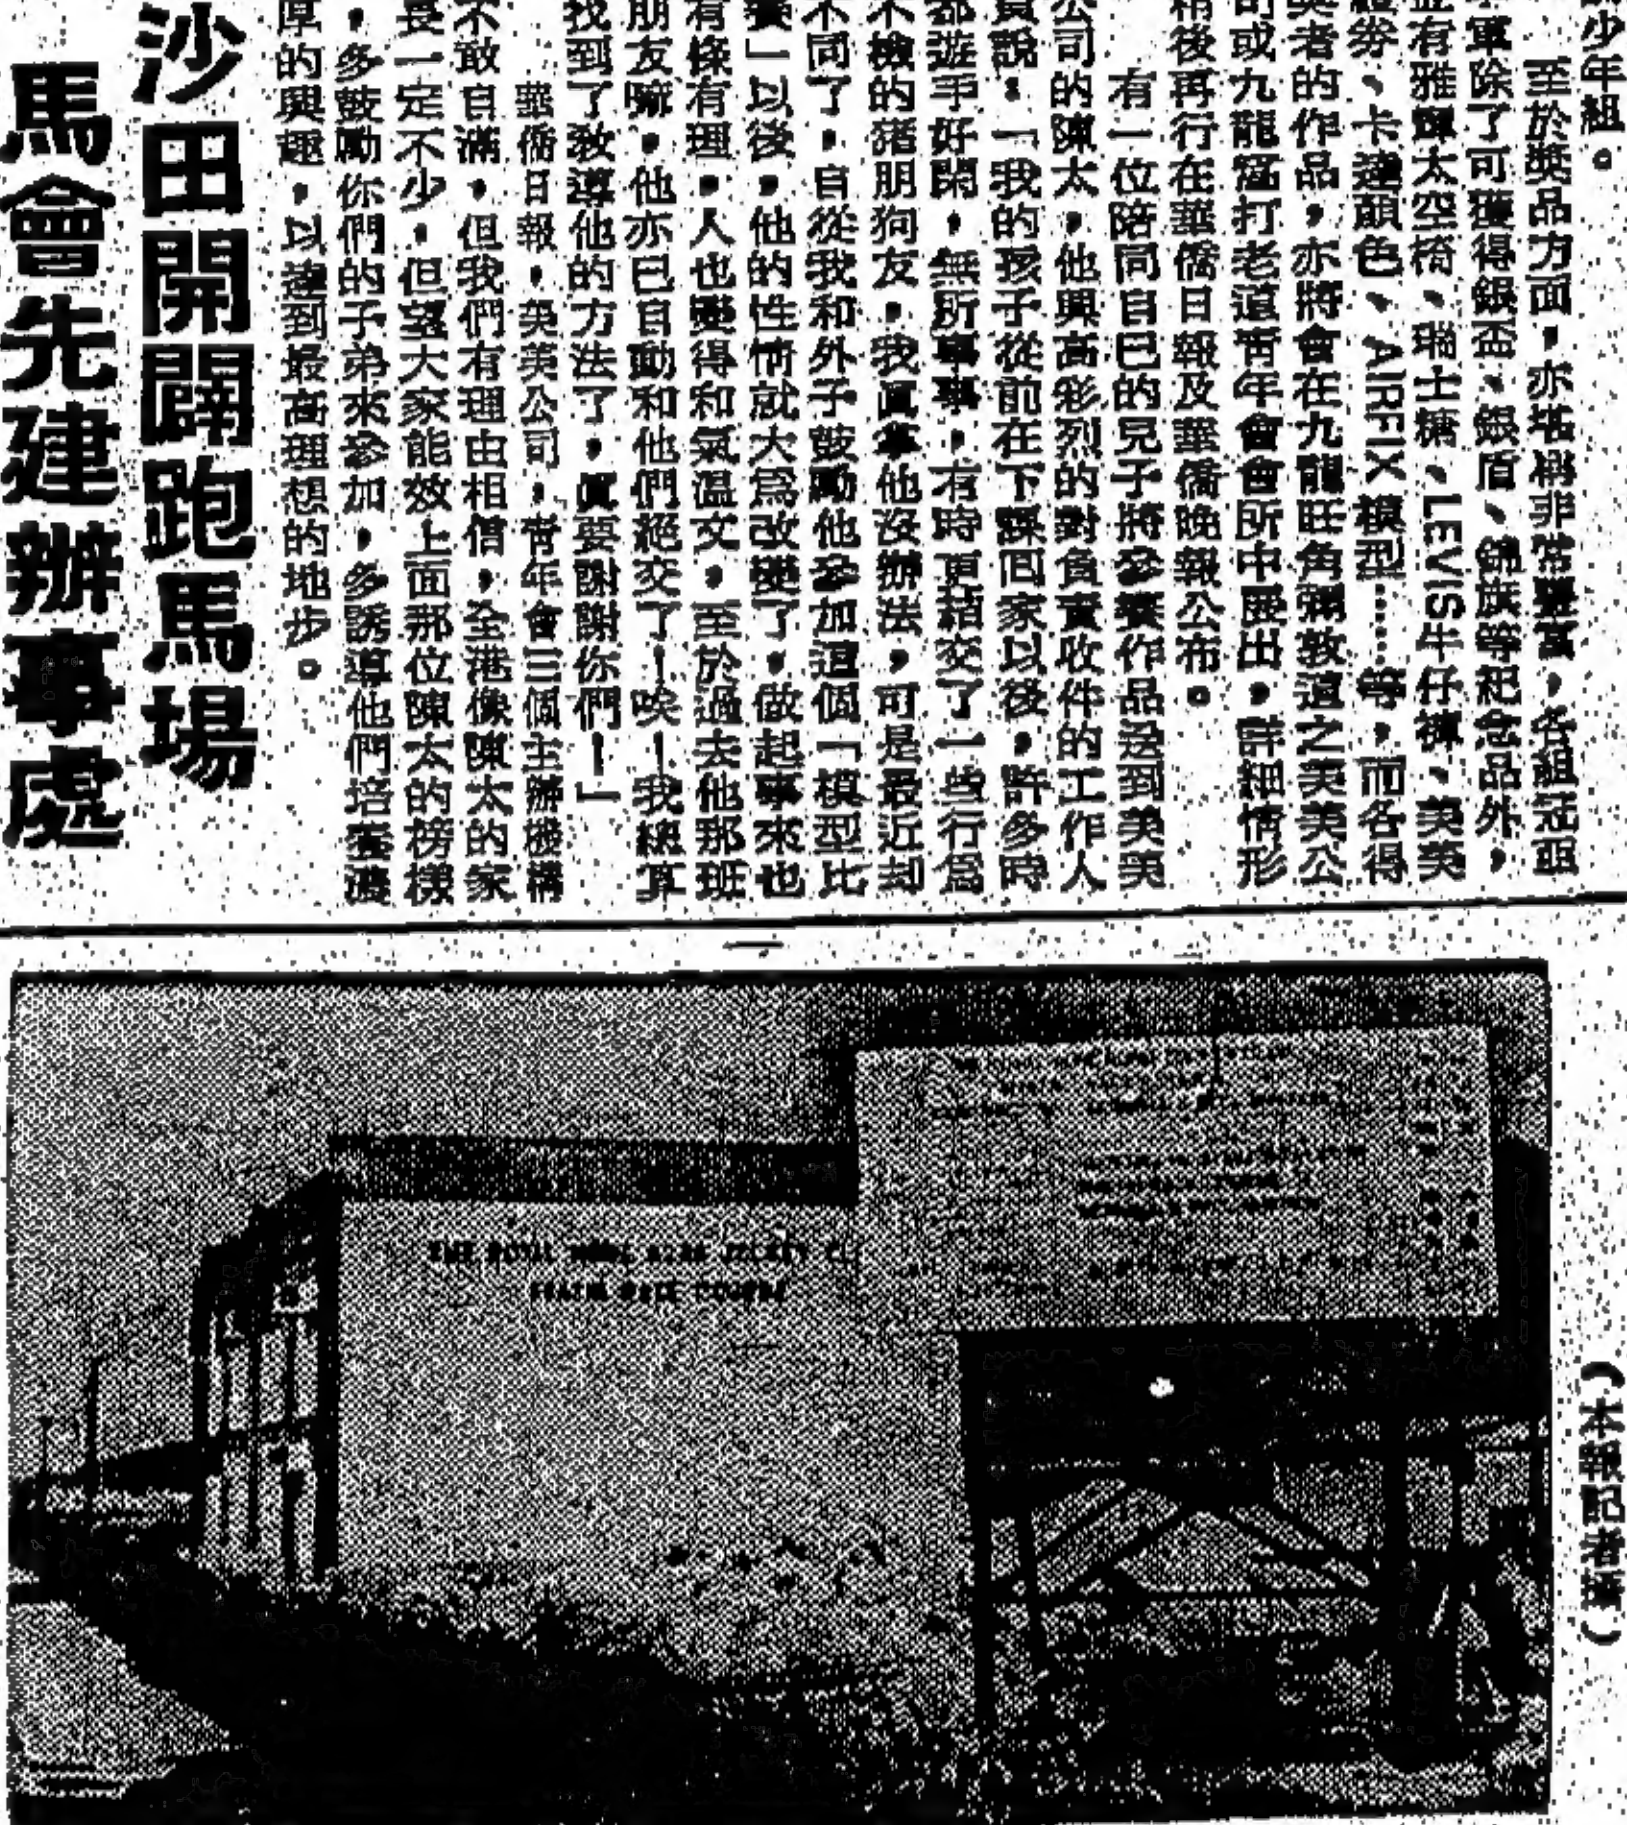 少年組。
至於奬品方面，亦堪稱非常豐富，各組冠亞
軍除了可獲得銀盃、銀盾、錦旗等紀念品外，
並有雅輝太空椅、瑞士糖、LEVIS牛仔褲、美美
禮券、卡達顏色、AIRFIX模型……等，而各得
奬者的作品，亦將會在九龍旺角彌敦道之美美公
司或九龍窩打老道靑年會會所中展出，詳細情形
稍後再行在華僑日報及華僑晚報公布。
有一位陪同自己的兒子將參賽作品送到美美
公司的陳太，他興高彩烈的對負責收件的工作人
員說：「我的孩子從前在下課回家以後，許多時
都遊手好閑，無所事事，有時更結交了一些行爲
不檢的猪朋狗友，我眞拿他沒辦法，可是最近却
不同了，自從我和外子鼓勵他參加這個「模型比
賽」以後，他的性情就大爲改變了，做起事來也
有條有理，人也變得和氣溫文，至於過去他那班
朋友嘛，他亦已自動和他們絕交了！唉！我總算
找到了敎導他的方法了，眞要謝謝你們！」
華僑日報，美美公司，靑年會三個主辦機構
不敢自滿，但我們有理由相信，全港像陳太的家
長一定不少，但望大家能效上面那位陳太的榜樣
，多鼓勵你們的子弟來參加，多誘導他們培養濃
厚的興趣，以達到最高理想的地步。
沙田開闢跑馬場
馬會先建辦事處
THE ROYAL HONG KONG JOCKEY CL
（本報記者攝）